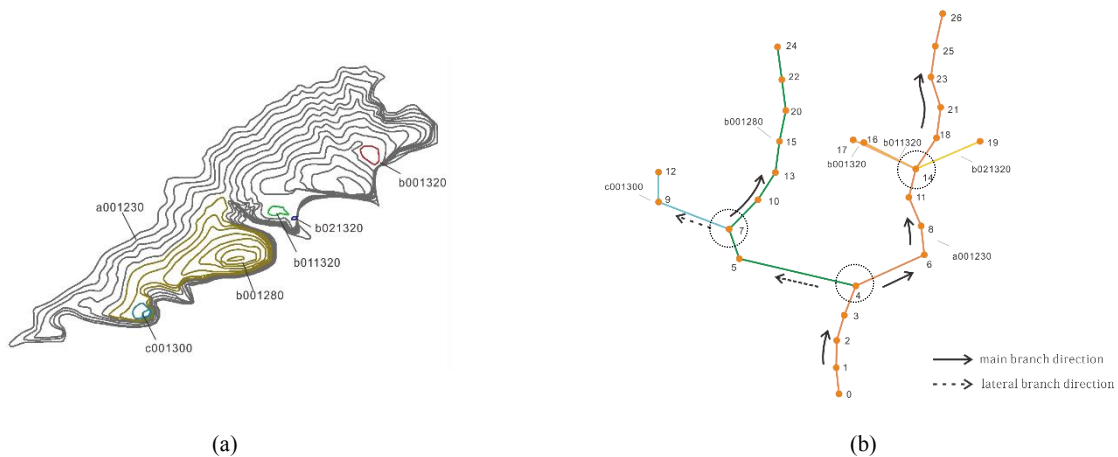 b001320
a001230
b021320
b011320
b001280
c001300
26
24
25
22
23
20
21
b001280
15
18
17
16
b011320
19
b001320
b021320
14
c001300
12
13
9
10
11
7
8
a001230
5
6
4
3
2
main branch direction
1
lateral branch direction
0
(a)
(b)